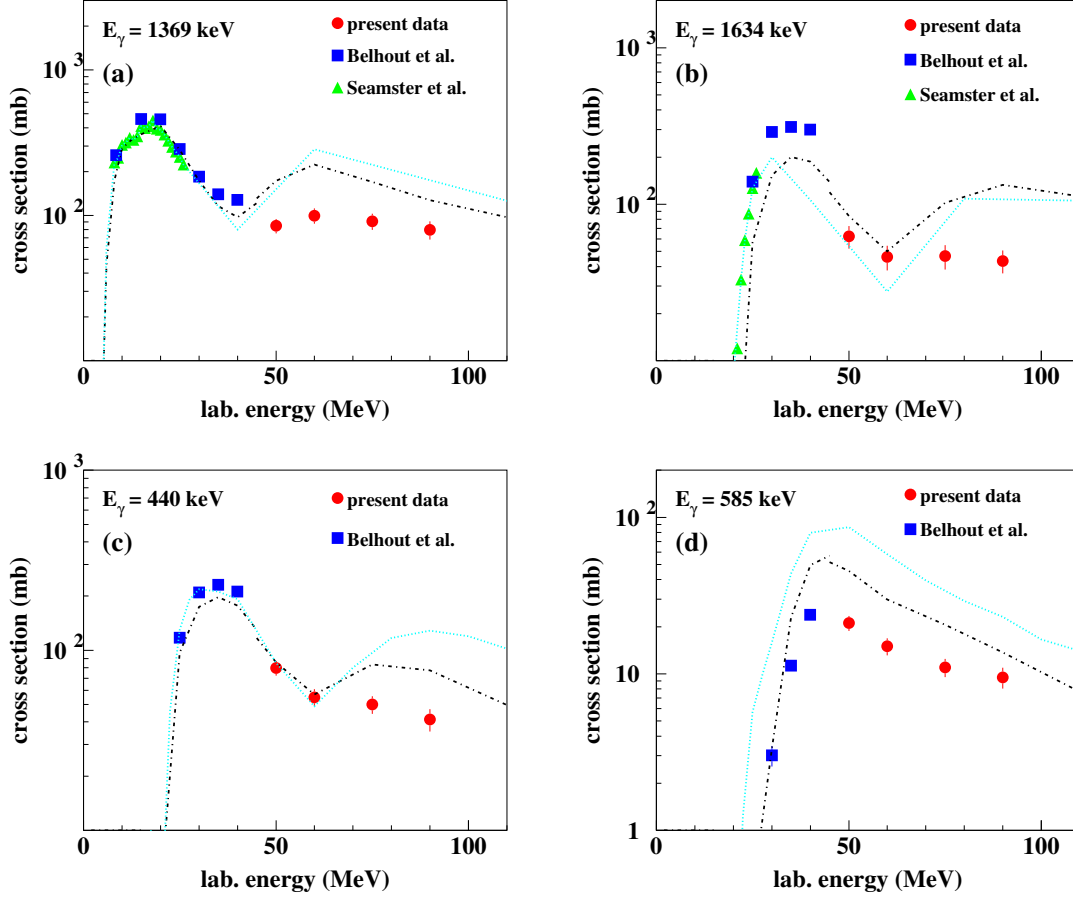 E_γ = 1369 keV
(a)
present data
Belhout et al.
Seamster et al.
10^3
10^2
cross section (mb)
0 50 100
lab. energy (MeV)
E_γ = 1634 keV
(b)
present data
Belhout et al.
Seamster et al.
10^2
10^2
cross section (mb)
0 50 100
lab. energy (MeV)
E_γ = 440 keV
(c)
present data
Belhout et al.
10^3
10^2
cross section (mb)
0 50 100
lab. energy (MeV)
E_γ = 585 keV
(d)
present data
Belhout et al.
10^2
10
1
cross section (mb)
0 50 100
lab. energy (MeV)